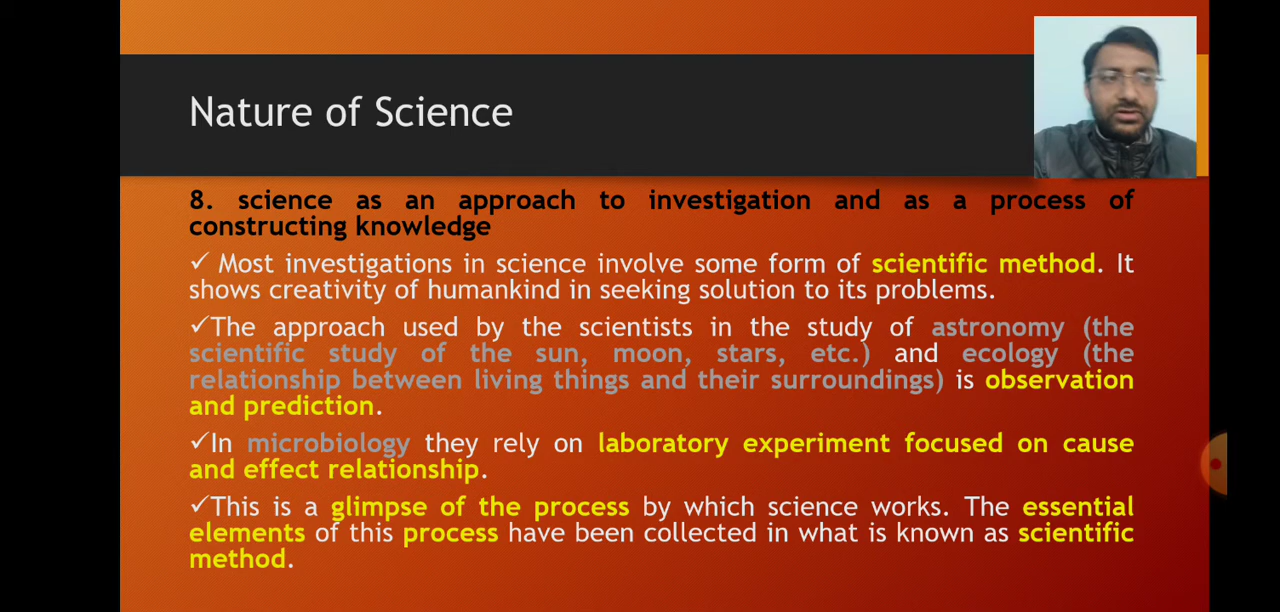 Nature of Science
8. science as an approach to investigation and as a process of
constructing knowledge
✓ Most investigations in science involve some form of scientific method. It
shows creativity of humankind in seeking solution to its problems.
✓The approach used by the scientists in the study of astronomy (the
scientific study of the sun, moon, stars, etc.) and ecology (the
relationship between living things and their surroundings) is observation
and prediction.
✓In microbiology they rely on laboratory experiment focused on cause
and effect relationship.
✓This is a glimpse of the process by which science works. The essential
elements of this process have been collected in what is known as scientific
method.